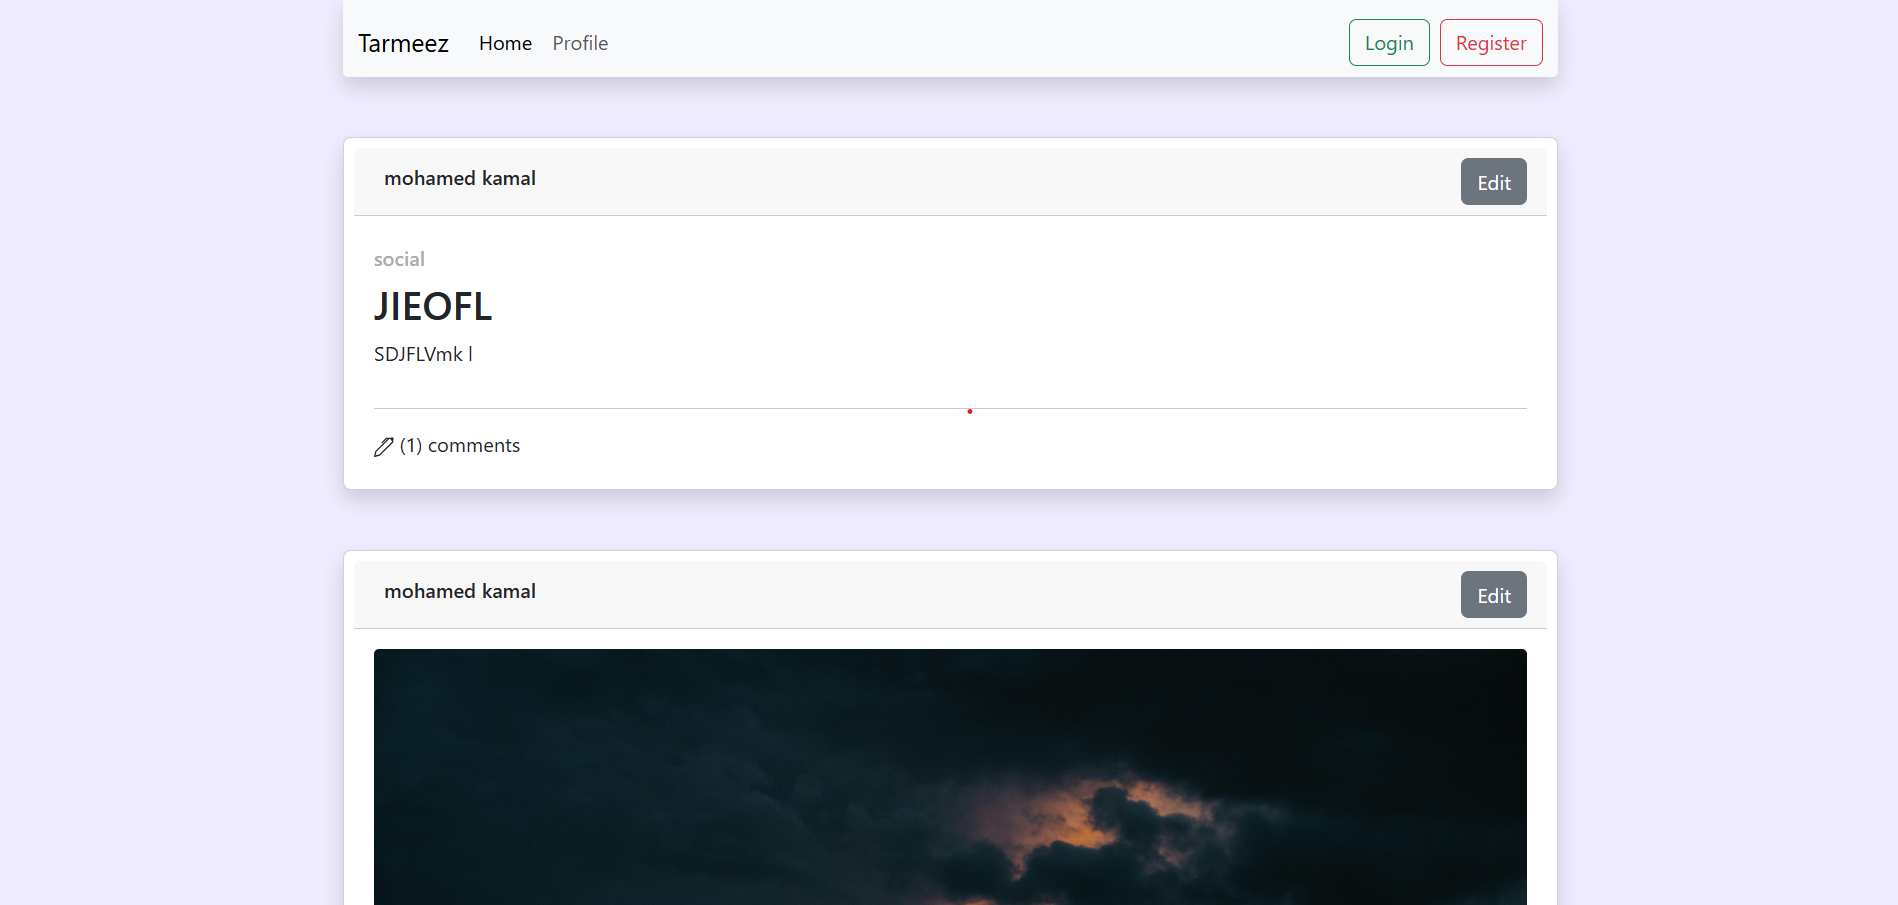 Tarmeez Home Profile Login Register
mohamed kamal Edit
social
JIEOFL
SDJFLVmk l
(1) comments
mohamed kamal Edit